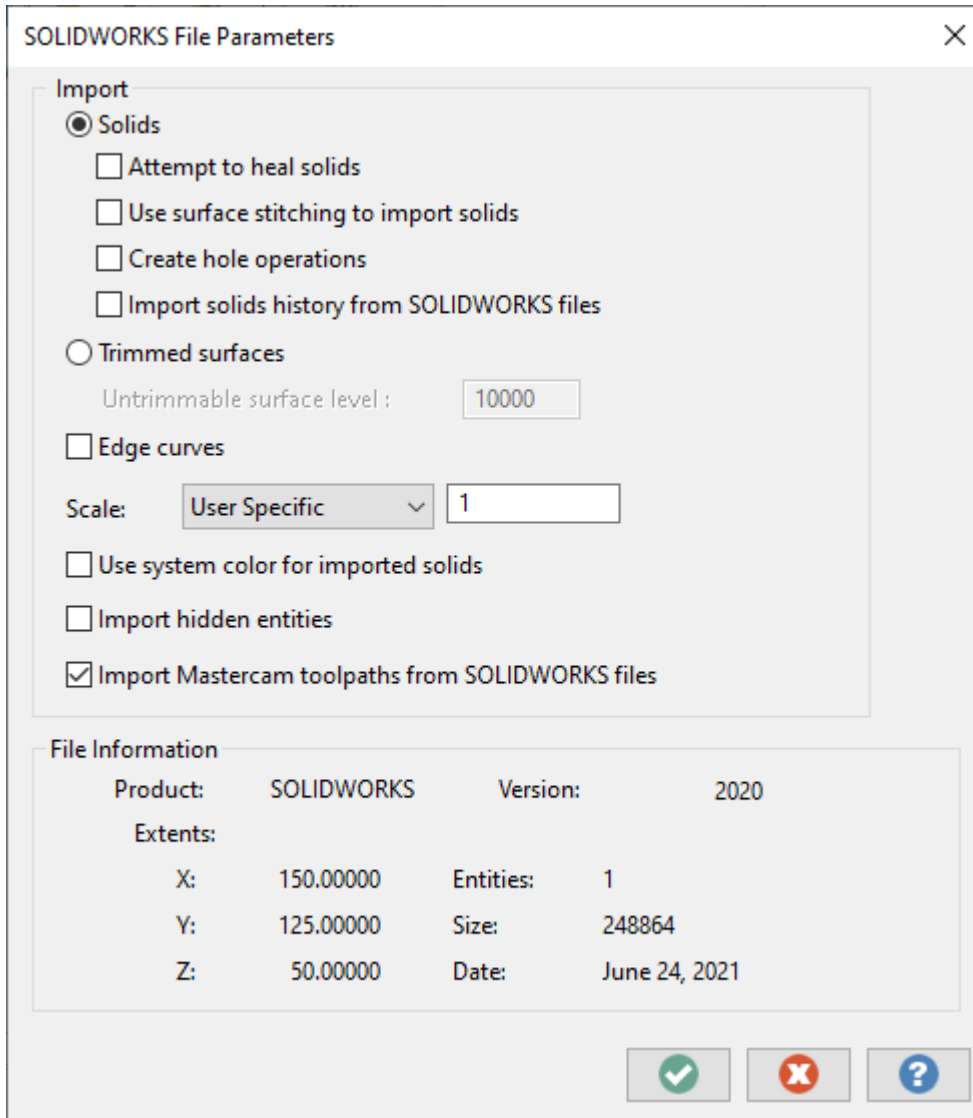 SOLIDWORKS File Parameters
Import
Solids
Attempt to heal solids
Use surface stitching to import solids
Create hole operations
Import solids history from SOLIDWORKS files
Trimmed surfaces
Untrimmable surface level : 10000
Edge curves
Scale: User Specific 1
Use system color for imported solids
Import hidden entities
Import Mastercam toolpaths from SOLIDWORKS files
File Information
Product: SOLIDWORKS Version: 2020
Extents:
X: 150.00000 Entities: 1
Y: 125.00000 Size: 248864
Z: 50.00000 Date: June 24, 2021
?